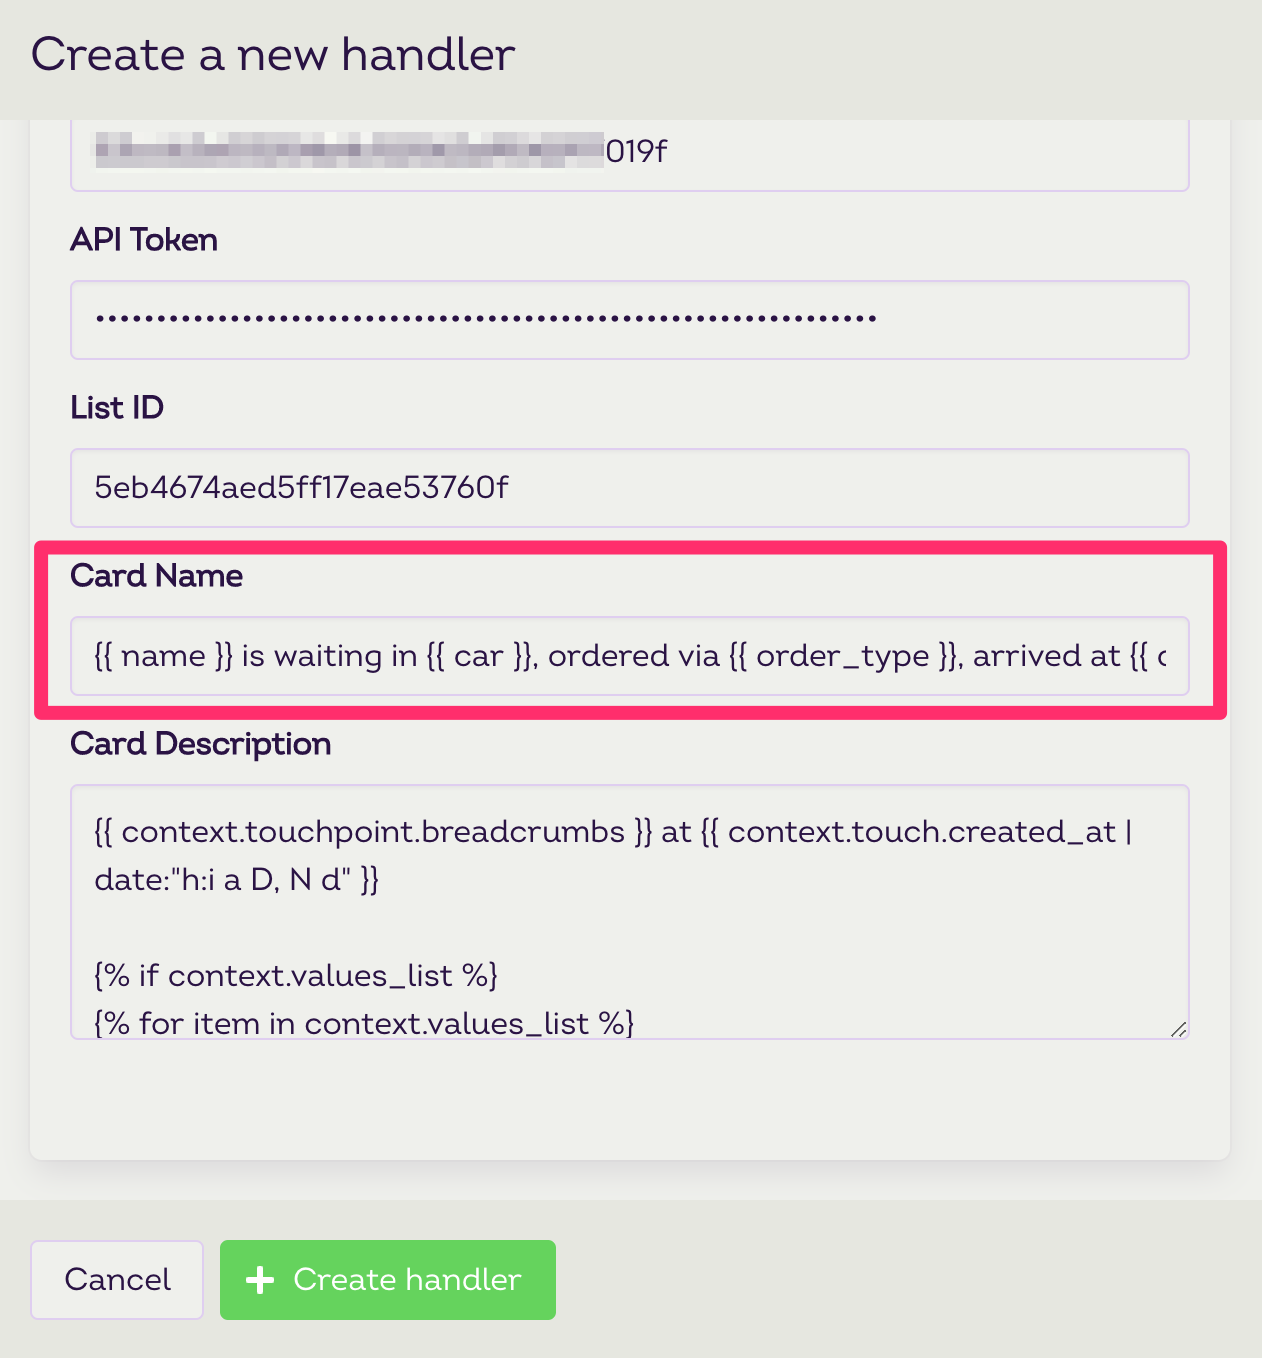 Create a new handler
019f
API Token
List ID
5eb4674aed5ff17eae53760f
Card Name
{{ name }} is waiting in {{ car }}, ordered via {{ order_type }}, arrived at {{
Card Description
{{ context.touchpoint.breadcrumbs }} at {{ context.touch.created_at |
date:"h:i a D, N d" }}
{% if context.values_list %}
{% for item in context.values_list %}
Cancel
+ Create handler